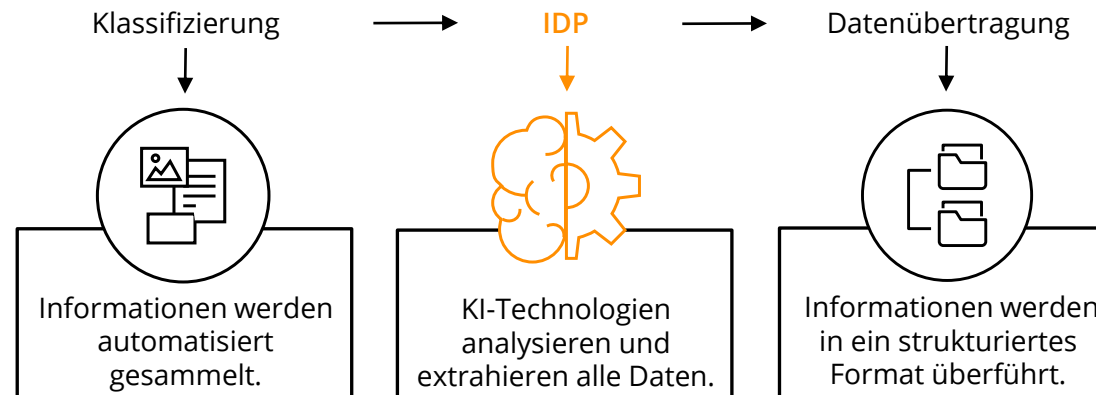 Klassifizierung
IDP
Datenübertragung
Informationen werden
automatisiert
gesammelt.
KI-Technologien
analysieren und
extrahieren alle Daten.
Informationen werden
in ein strukturiertes
Format überführt.